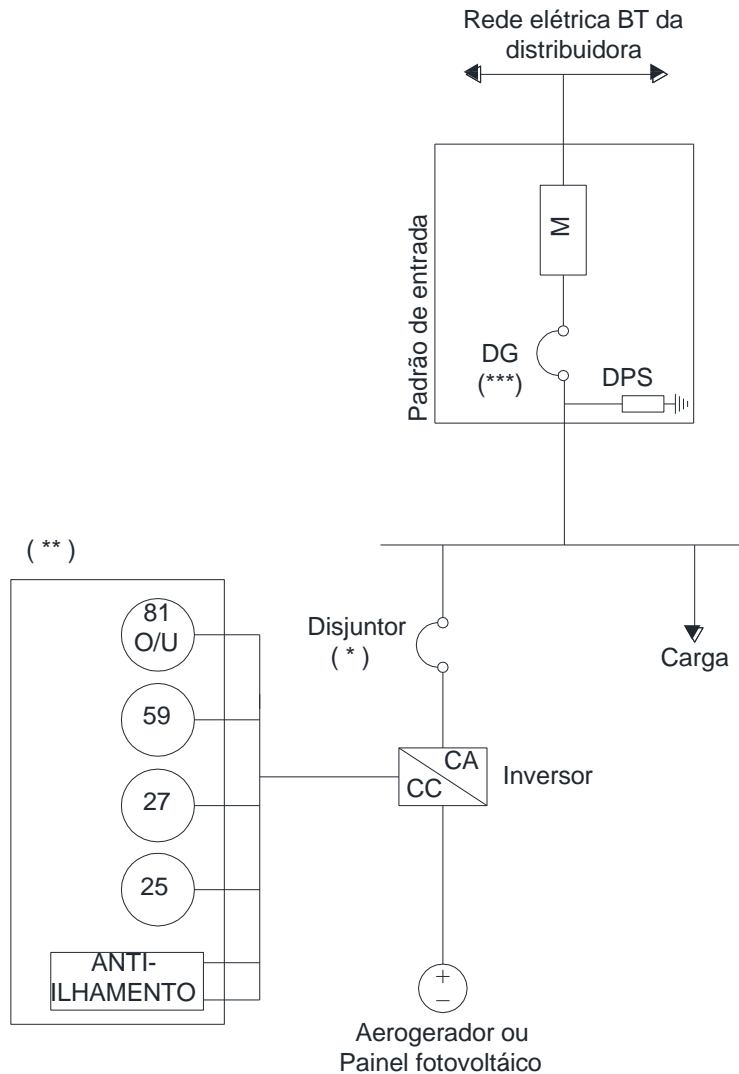 Rede elétrica BT da
distribuidora
Padrão de entrada
M
DG
(***)
DPS
( ** )
81
O/U
59
27
25
ANTI-
ILHAMENTO
Disjuntor
( * )
Carga
CA
CC
Inversor
+
−
Aerogerador ou
Painel fotovoltáico